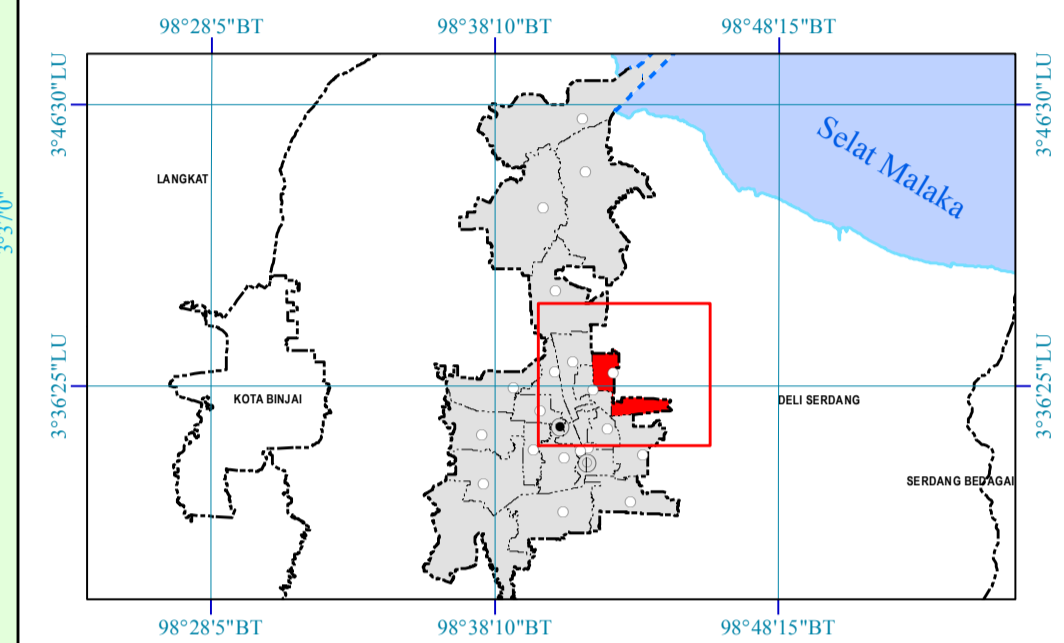 98°28'5"BT
98°38'10"BT
98°48'15"BT
3°46'30"LU
3°46'30"LU
Selat Malaka
LANGKAT
3°37'0"
3°36'25"LU
3°36'25"LU
KOTA BINJAI
DELI SERDANG
SERDANG BEDAGAI
98°28'5"BT
98°38'10"BT
98°48'15"BT